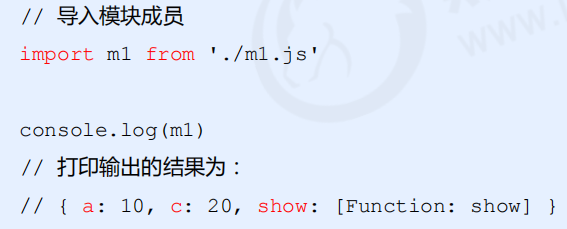 // 导入模块成员
import m1 from './m1.js'
console.log(m1)
// 打印输出的结果为：
// { a: 10, c: 20, show: [Function: show] }
www.